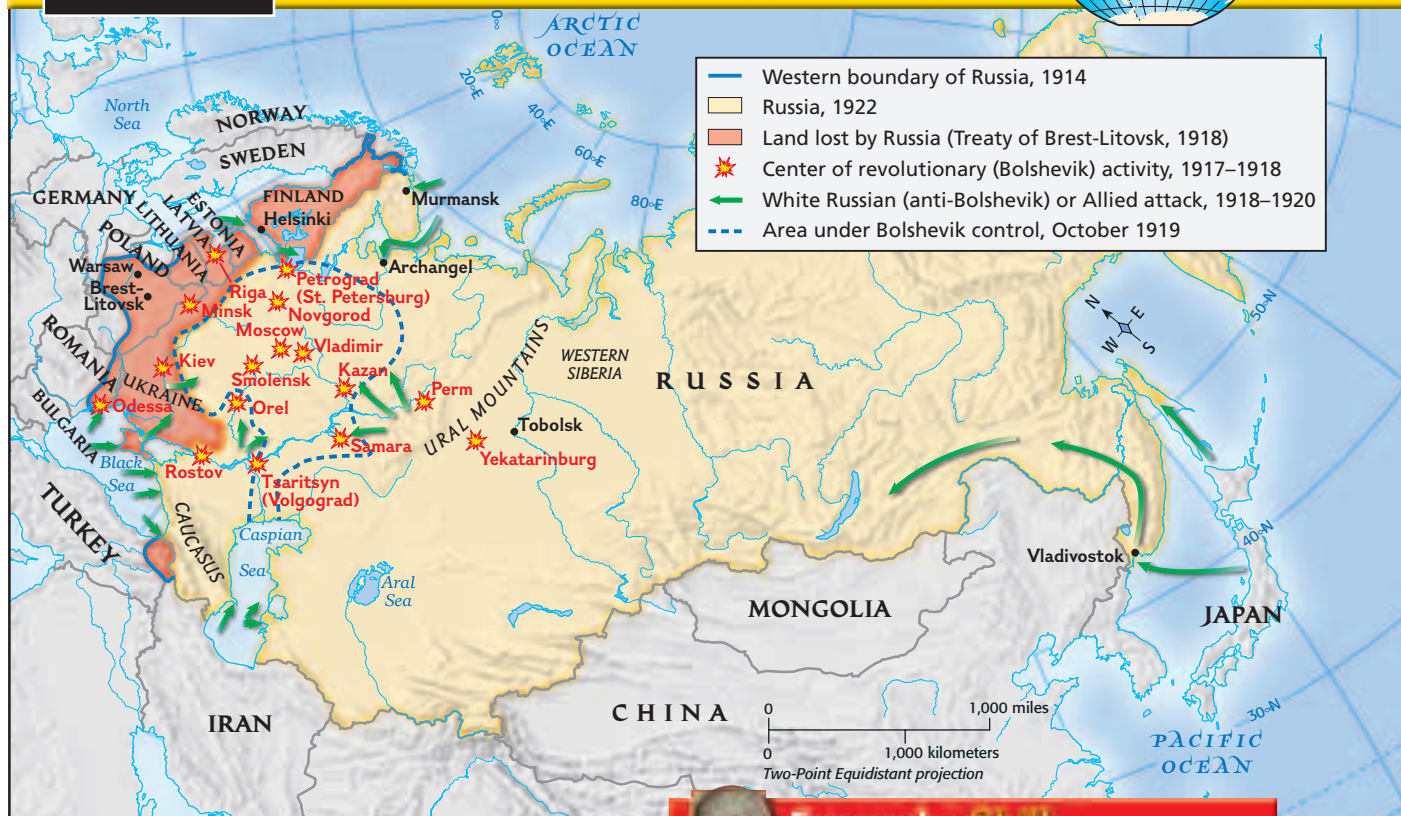 ARCTIC
OCEAN
20°E
40°E
60°E
80°E
Western boundary of Russia, 1914
Russia, 1922
Land lost by Russia (Treaty of Brest-Litovsk, 1918)
Center of revolutionary (Bolshevik) activity, 1917–1918
White Russian (anti-Bolshevik) or Allied attack, 1918–1920
Area under Bolshevik control, October 1919
North
Sea
NORWAY
SWEDEN
GERMANY
FINLAND
Helsinki
ESTONIA
LATVIA
LITHUANIA
POLAND
Warsaw
Brest-
Litovsk
Murmansk
Archangel
Petrograd
(St. Petersburg)
Riga
Novgorod
Minsk
Moscow
Vladimir
Kiev
Smolensk
Kazan
Perm
ROMANIA
UKRAINE
Odessa
Orel
BULGARIA
Samara
URAL MOUNTAINS
WESTERN
SIBERIA
RUSSIA
Tobolsk
Yekatarinburg
Black
Sea
Rostov
Tsaritsyn
(Volgograd)
TURKEY
CAUCASUS
Caspian
Sea
Aral
Sea
N
E
W
S
50°N
40°N
30°N
Vladivostok
MONGOLIA
JAPAN
IRAN
CHINA
0
1,000 miles
0
1,000 kilometers
Two-Point Equidistant projection
PACIFIC
OCEAN